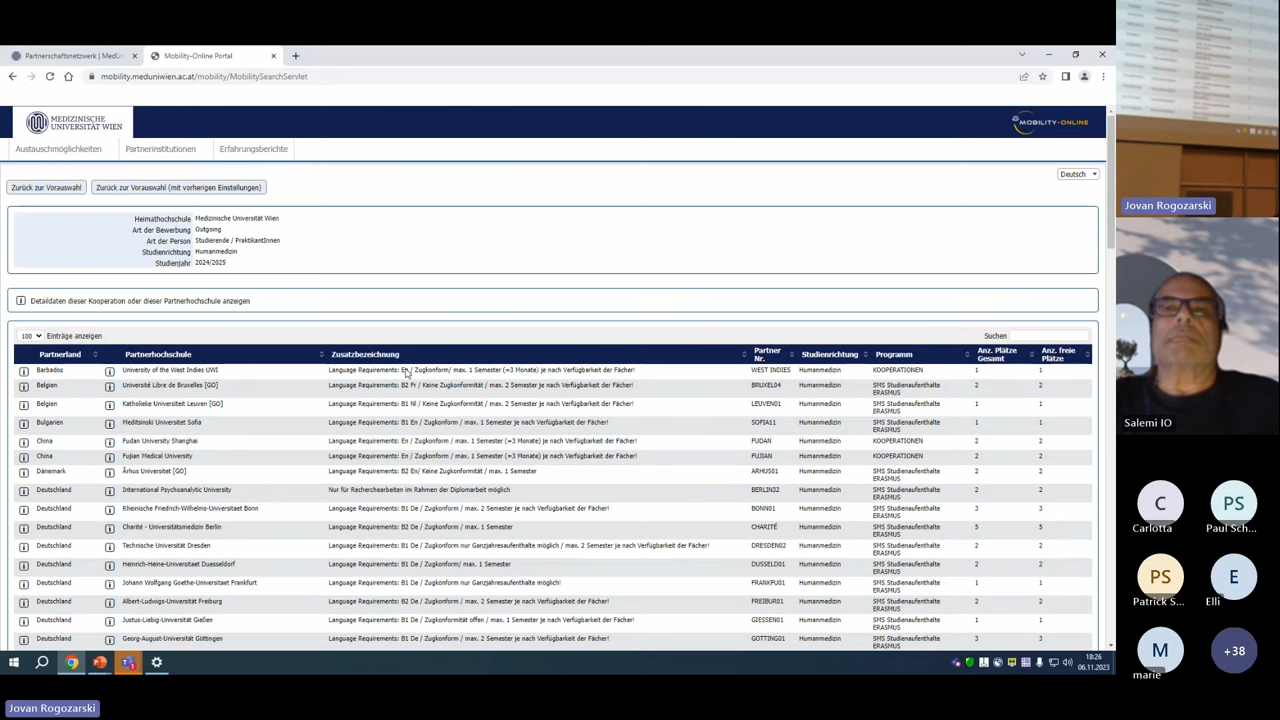 Partnerschaftsnetzwerk | MedUn
Mobility-Online Portal
mobility.meduniwien.ac.at/mobility/MobilitySearchServlet
MEDIZINISCHE
UNIVERSITÄT WIEN
MOBILITY-ONLINE
Austauschmöglichkeiten Partnerinstitutionen Erfahrungsberichte
Deutsch
Zurück zur Vorauswahl Zurück zur Vorauswahl (mit vorherigen Einstellungen)
Heimathochschule Medizinische Universität Wien
Art der Bewerbung Outgoing
Art der Person Studierende / PraktikantInnen
Studienrichtung Humanmedizin
Studienjahr 2024/2025
Detaildaten dieser Kooperation oder dieser Partnerhochschule anzeigen
100 Einträge anzeigen Suchen
Partnerland Partnerhochschule Zusatzbezeichnung Partner Nr. Studienrichtung Programm Anz. Plätze Gesamt Anz. freie Plätze
Barbados University of the West Indies UWI Language Requirements: En / Zugkonform/ max. 1 Semester (=3 Monate) je nach Verfügbarkeit der Fächer! WEST INDIES Humanmedizin KOOPERATIONEN 1 1
Belgien Université Libre de Bruxelles [GO] Language Requirements: B2 Fr / Keine Zugkonformität / max. 2 Semester je nach Verfügbarkeit der Fächer! BRUXEL04 Humanmedizin SMS Studienaufenthalte ERASMUS 2 2
Belgien Katholieke Universiteit Leuven [GO] Language Requirements: B1 Nl / Keine Zugkonformität / max. 2 Semester je nach Verfügbarkeit der Fächer! LEUVEN01 Humanmedizin SMS Studienaufenthalte ERASMUS 1 1
Bulgarien Meditsinski Universitet Sofia Language Requirements: B1 En / Zugkonform / max. 1 Semester je nach Verfügbarkeit der Fächer! SOFIA11 Humanmedizin SMS Studienaufenthalte ERASMUS 1 1
China Fudan University Shanghai Language Requirements: En / Zugkonform / max. 1 Semester (=3 Monate) je nach Verfügbarkeit der Fächer! FUDAN Humanmedizin KOOPERATIONEN 2 2
China Fujian Medical University Language Requirements: En / Zugkonform / max. 1 Semester (=3 Monate) je nach Verfügbarkeit der Fächer! FUJIAN Humanmedizin KOOPERATIONEN 2 2
Dänemark Århus Universitet [GO] Language Requirements: B2 En/ Keine Zugkonformität / max. 1 Semester ARHUS01 Humanmedizin SMS Studienaufenthalte ERASMUS 2 2
Deutschland International Psychoanalytic University Nur für Recherchearbeiten im Rahmen der Diplomarbeit möglich BERLIN32 Humanmedizin SMS Studienaufenthalte ERASMUS 2 2
Deutschland Rheinische Friedrich-Wilhelms-Universitaet Bonn Language Requirements: B1 De / Zugkonform / max. 2 Semester je nach Verfügbarkeit der Fächer! BONN01 Humanmedizin SMS Studienaufenthalte ERASMUS 3 3
Deutschland Charité - Universitätsmedizin Berlin Language Requirements: B2 De / Zugkonform / max. 1 Semester CHARITÉ Humanmedizin SMS Studienaufenthalte ERASMUS 5 5
Deutschland Technische Universität Dresden Language Requirements: B1 De / Zugkonform nur Ganzjahresaufenthalte möglich / max. 2 Semester je nach Verfügbarkeit der Fächer! DRESDEN02 Humanmedizin SMS Studienaufenthalte ERASMUS 2 2
Deutschland Heinrich-Heine-Universitaet Duesseldorf Language Requirements: B1 De / Zugkonform/ max. 1 Semester DUSSELD01 Humanmedizin SMS Studienaufenthalte ERASMUS 2 2
Deutschland Johann Wolfgang Goethe-Universitaet Frankfurt Language Requirements: B1 De / Zugkonform nur Ganzjahresaufenthalte möglich! FRANKFU01 Humanmedizin SMS Studienaufenthalte ERASMUS 1 1
Deutschland Albert-Ludwigs-Universität Freiburg Language Requirements: B2 De / Zugkonform / max. 2 Semester je nach Verfügbarkeit der Fächer! FREIBUR01 Humanmedizin SMS Studienaufenthalte ERASMUS 2 2
Deutschland Justus-Liebig-Universität Gießen Language Requirements: B1 De / Zugkonformität offen / max. 1 Semester je nach Verfügbarkeit der Fächer! GIESSEN01 Humanmedizin SMS Studienaufenthalte ERASMUS 1 1
Deutschland Georg-August-Universität Göttingen Language Requirements: B1 De / Zugkonform / max. 2 Semester je nach Verfügbarkeit der Fächer! GOTTING01 Humanmedizin SMS Studienaufenthalte ERASMUS 3 3
18:26
06.11.2023
Jovan Rogozarski
Jovan Rogozarski
Salemi IO
C PS
Carlotta Paul Sch...
PS E
Patrick S... Elli
M +38
marie